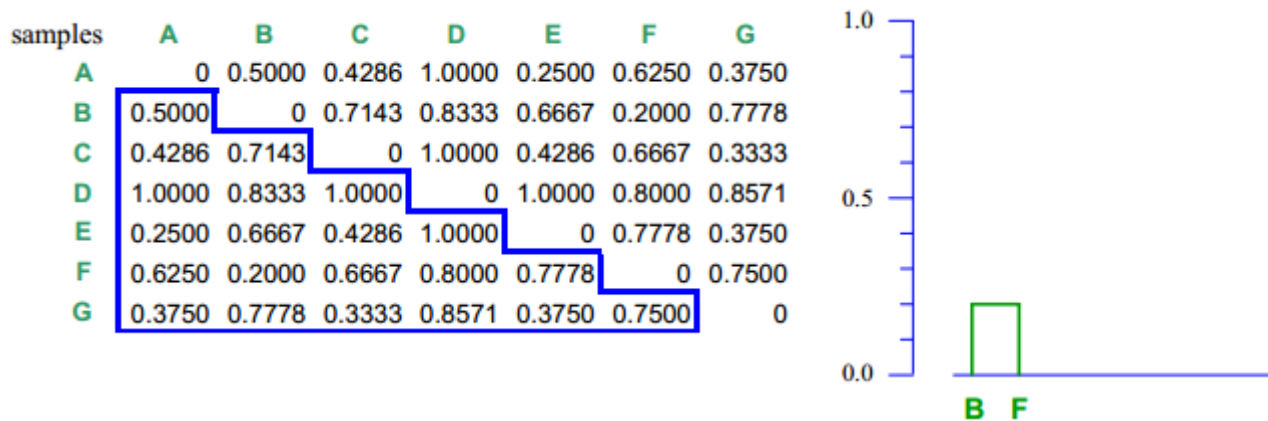 samples A B C D E F G
A 0 0.5000 0.4286 1.0000 0.2500 0.6250 0.3750
B 0.5000 0 0.7143 0.8333 0.6667 0.2000 0.7778
C 0.4286 0.7143 0 1.0000 0.4286 0.6667 0.3333
D 1.0000 0.8333 1.0000 0 1.0000 0.8000 0.8571
E 0.2500 0.6667 0.4286 1.0000 0 0.7778 0.3750
F 0.6250 0.2000 0.6667 0.8000 0.7778 0 0.7500
G 0.3750 0.7778 0.3333 0.8571 0.3750 0.7500 0
1.0
0.5
0.0
B F